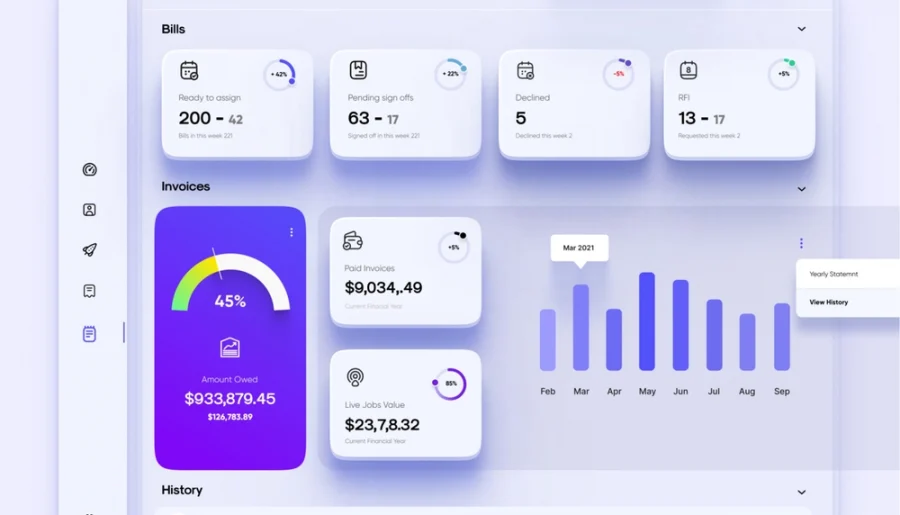 Bills
+ 42%
Ready to assign
200 - 42
Bills in this week 221
+ 22%
Pending sign offs
63 - 17
Signed off in this week 221
-5%
Declined
5
Declined this week 2
8
+5%
RFI
13 - 17
Requested this week 2
Invoices
45%
Amount Owed
$933,879.45
$126,783.89
+5%
Paid Invoices
$9,034,.49
Current Financial Year
85%
Live Jobs Value
$23,7,8.32
Current Financial Year
Mar 2021
Feb Mar Apr May Jun Jul Aug Sep
Yearly Statemnt
View History
History